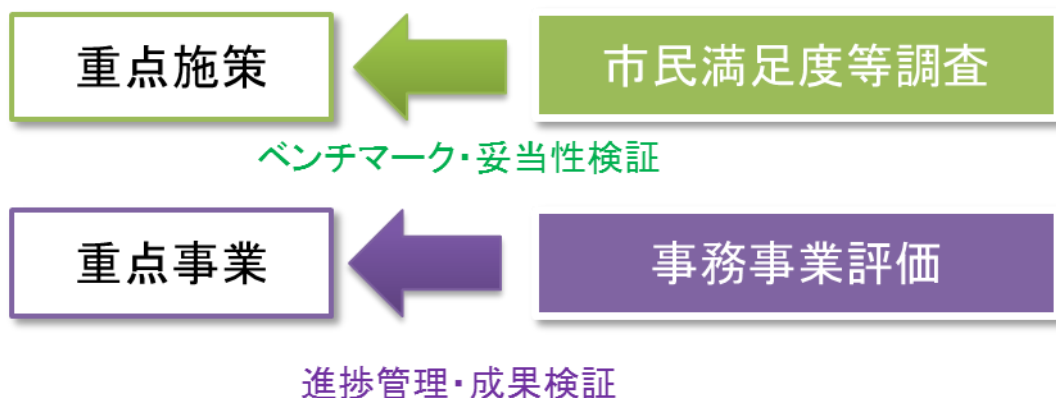 重点施策
市民満足度等調査
ベンチマーク・妥当性検証
重点事業
事務事業評価
進捗管理・成果検証